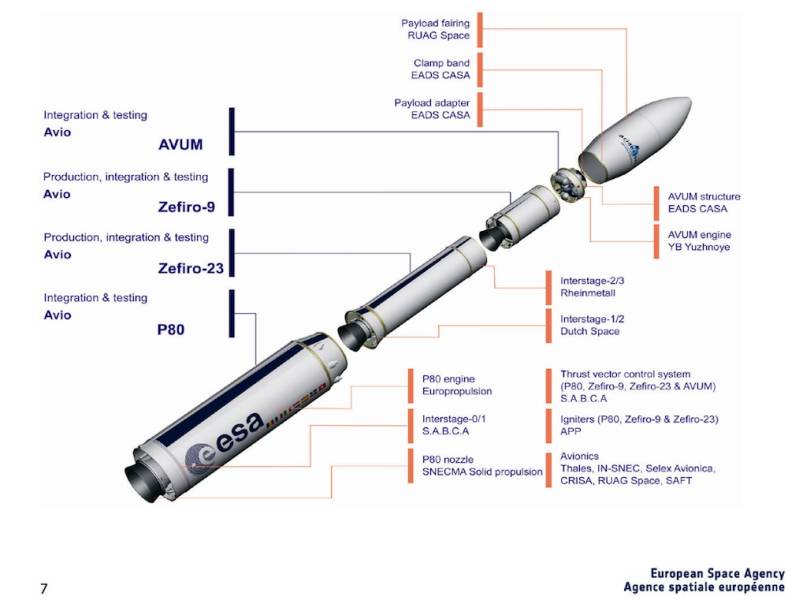 Payload fairing
RUAG Space
Clamp band
EADS CASA
Payload adapter
EADS CASA
Integration & testing
Avio
AVUM
Production, integration & testing
Avio
Zefiro-9
Production, integration & testing
Avio
Zefiro-23
Integration & testing
Avio
P80
AVUM structure
EADS CASA
AVUM engine
YB Yuzhnoye
Interstage-2/3
Rheinmetall
Interstage-1/2
Dutch Space
P80 engine
Europropulsion
Interstage-0/1
S.A.B.C.A
P80 nozzle
SNECMA Solid propulsion
Thrust vector control system
(P80, Zefiro-9, Zefiro-23 & AVUM)
S.A.B.C.A
Igniters (P80, Zefiro-9 & Zefiro-23)
APP
Avionics
Thales, IN-SNEC, Selex Avionica,
CRISA, RUAG Space, SAFT
esa
7
European Space Agency
Agence spatiale européenne